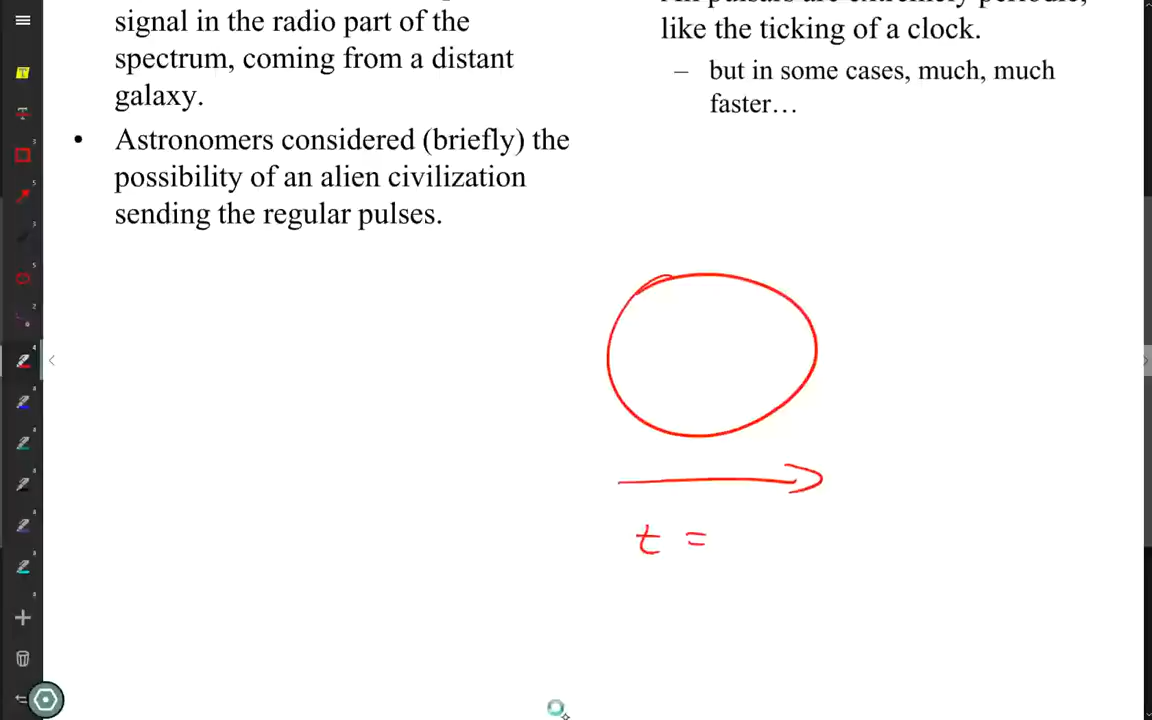 signal in the radio part of the
spectrum, coming from a distant
galaxy.
• Astronomers considered (briefly) the
possibility of an alien civilization
sending the regular pulses.
like the ticking of a clock.
– but in some cases, much, much
faster…
t =